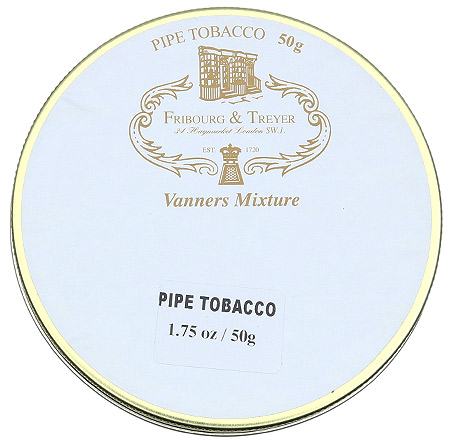 PIPE TOBACCO 50g
FRIBOURG & TREYER
34 Haymarket London SW.1.
EST 1720
Vanners Mixture
PIPE TOBACCO
1.75 oz / 50g